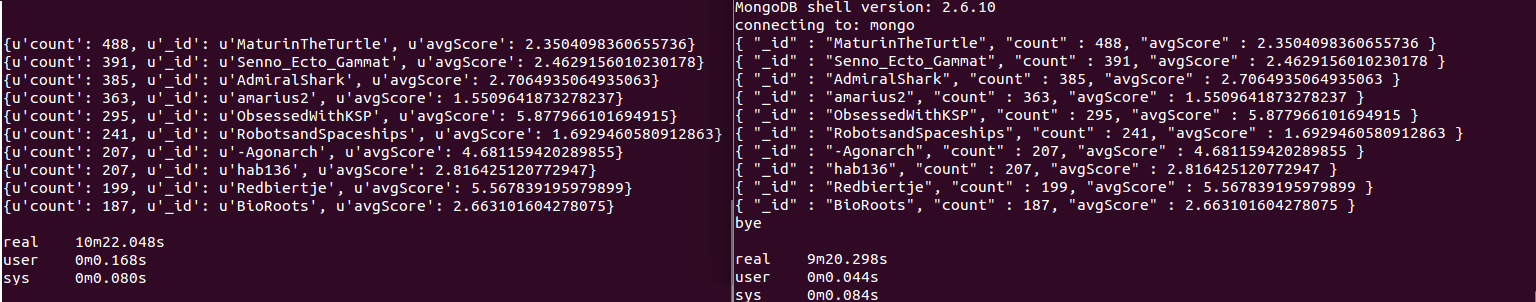 {u'count': 488, u'_id': u'MaturinTheTurtle', u'avgScore': 2.3504098360655736}
{u'count': 391, u'_id': u'Senno_Ecto_Gammat', u'avgScore': 2.4629156010230178}
{u'count': 385, u'_id': u'AdmiralShark', u'avgScore': 2.7064935064935063}
{u'count': 363, u'_id': u'amarius2', u'avgScore': 1.5509641873278237}
{u'count': 295, u'_id': u'ObsessedWithKSP', u'avgScore': 5.877966101694915}
{u'count': 241, u'_id': u'RobotsandSpaceships', u'avgScore': 1.6929460580912863}
{u'count': 207, u'_id': u'-Agonarch', u'avgScore': 4.681159420289855}
{u'count': 207, u'_id': u'hab136', u'avgScore': 2.816425120772947}
{u'count': 199, u'_id': u'Redbiertje', u'avgScore': 5.567839195979899}
{u'count': 187, u'_id': u'BioRoots', u'avgScore': 2.663101604278075}
real 10m22.048s
user 0m0.168s
sys 0m0.080s
MongoDB shell version: 2.6.10
connecting to: mongo
{ "_id" : "MaturinTheTurtle", "count" : 488, "avgScore" : 2.3504098360655736 }
{ "_id" : "Senno_Ecto_Gammat", "count" : 391, "avgScore" : 2.4629156010230178 }
{ "_id" : "AdmiralShark", "count" : 385, "avgScore" : 2.7064935064935063 }
{ "_id" : "amarius2", "count" : 363, "avgScore" : 1.5509641873278237 }
{ "_id" : "ObsessedWithKSP", "count" : 295, "avgScore" : 5.877966101694915 }
{ "_id" : "RobotsandSpaceships", "count" : 241, "avgScore" : 1.6929460580912863 }
{ "_id" : "-Agonarch", "count" : 207, "avgScore" : 4.681159420289855 }
{ "_id" : "hab136", "count" : 207, "avgScore" : 2.816425120772947 }
{ "_id" : "Redbiertje", "count" : 199, "avgScore" : 5.567839195979899 }
{ "_id" : "BioRoots", "count" : 187, "avgScore" : 2.663101604278075 }
bye
real 9m20.298s
user 0m0.044s
sys 0m0.084s